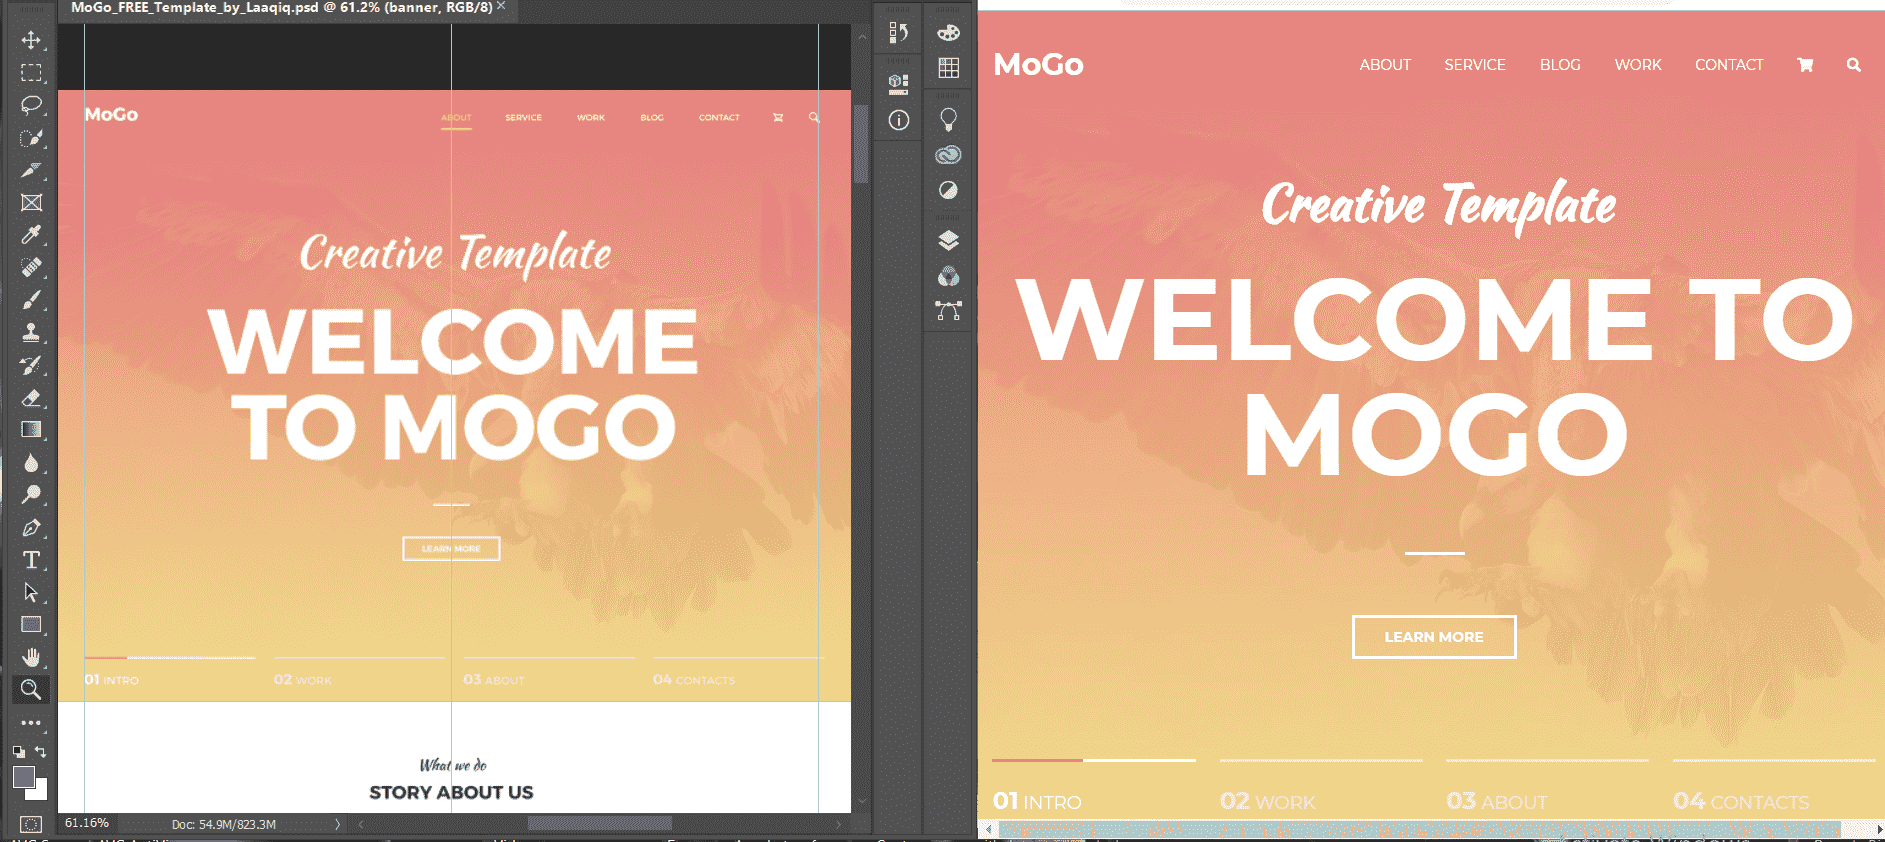 MoGo_FREE_Template_by_Laaqiq.psd @ 61.2% (banner, RGB/8)
MoGo
ABOUT SERVICE WORK BLOG CONTACT
Creative Template
WELCOME
TO MOGO
LEARN MORE
01 INTRO 02 WORK 03 ABOUT 04 CONTACTS
What we do
STORY ABOUT US
61.16% Doc: 54.9M/823.3M
MoGo
ABOUT SERVICE BLOG WORK CONTACT
Creative Template
WELCOME TO
MOGO
LEARN MORE
01 INTRO 02 WORK 03 ABOUT 04 CONTACTS